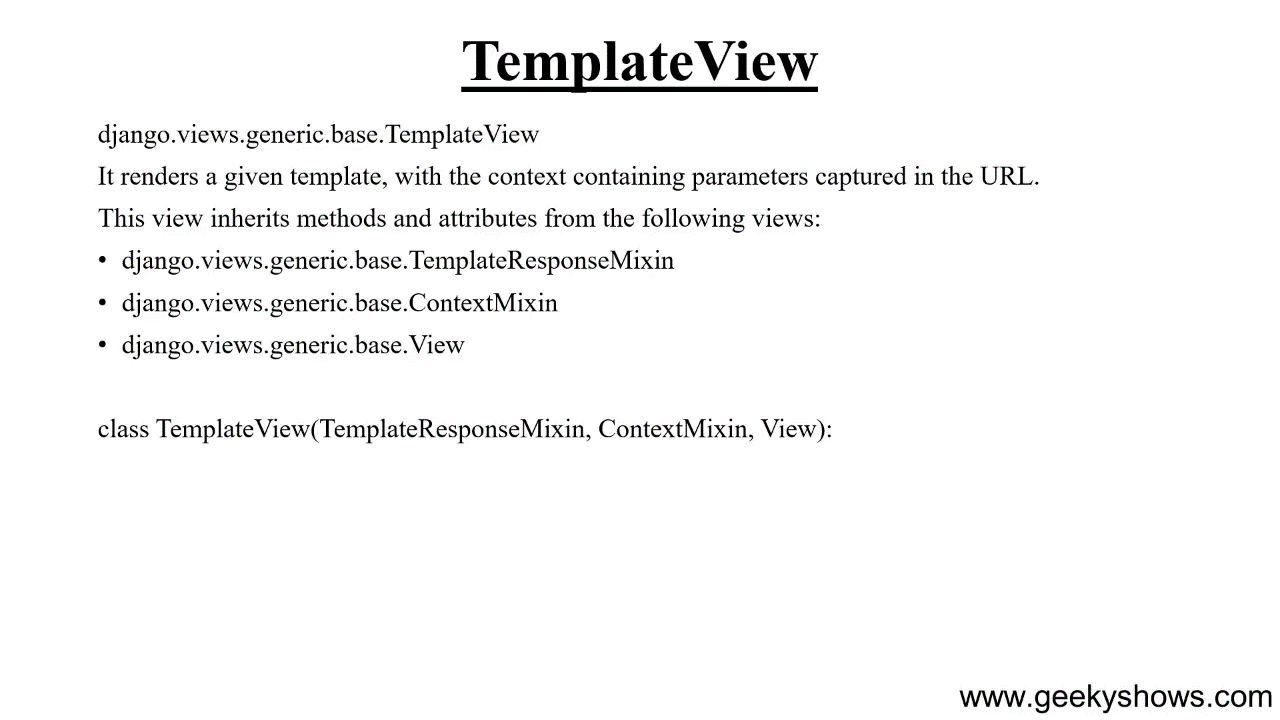 TemplateView
django.views.generic.base.TemplateView
It renders a given template, with the context containing parameters captured in the URL.
This view inherits methods and attributes from the following views:
• django.views.generic.base.TemplateResponseMixin
• django.views.generic.base.ContextMixin
• django.views.generic.base.View
class TemplateView(TemplateResponseMixin, ContextMixin, View):
www.geekyshows.com